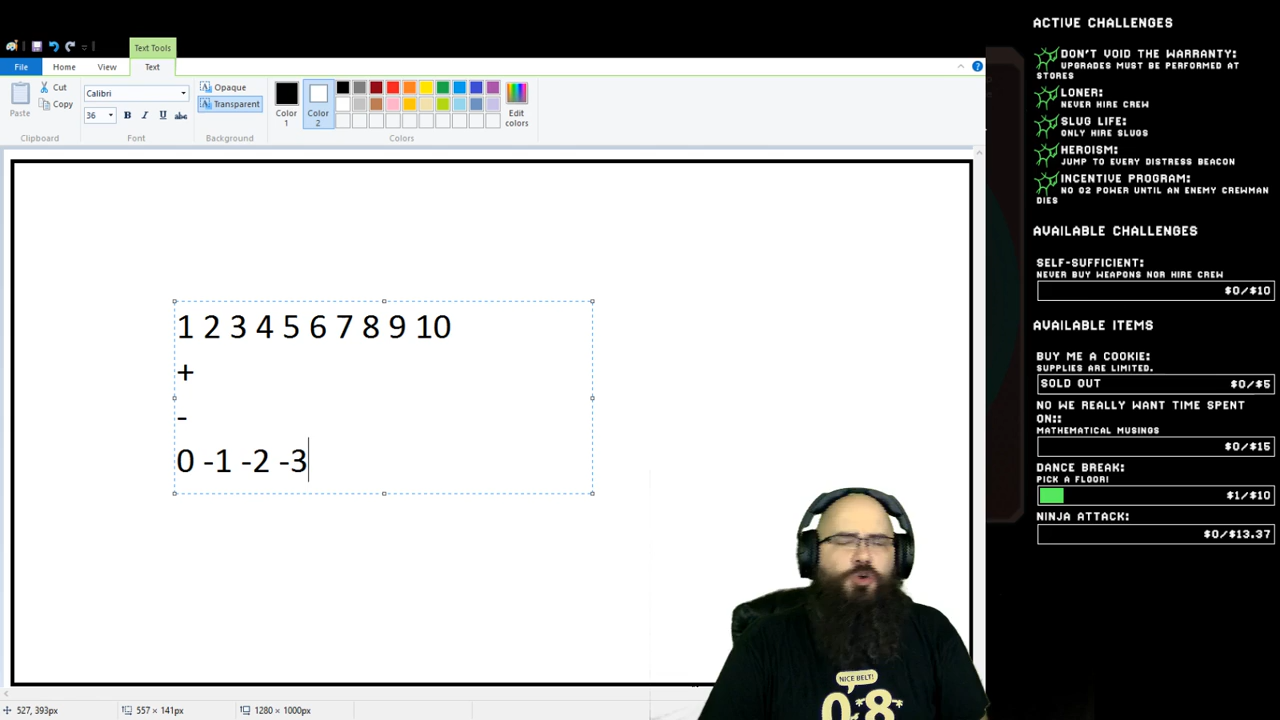 Text Tools
File
Home
View
Text
Paste
Cut
Copy
Clipboard
Calibri
36
B
I
U
abc
Font
Opaque
Transparent
Background
Color
1
Color
2
Edit
colors
Colors
1 2 3 4 5 6 7 8 9 10
+
-
0 -1 -2 -3
527, 393px
557 × 141px
1280 × 1000px
NICE BELT!
0 8
ACTIVE CHALLENGES
DON'T VOID THE WARRANTY:
UPGRADES MUST BE PERFORMED AT
STORES
LONER:
NEVER HIRE CREW
SLUG LIFE:
ONLY HIRE SLUGS
HEROISM:
JUMP TO EVERY DISTRESS BEACON
INCENTIVE PROGRAM:
NO O2 POWER UNTIL AN ENEMY CREWMAN
DIES
AVAILABLE CHALLENGES
SELF-SUFFICIENT:
NEVER BUY WEAPONS NOR HIRE CREW
$0/$10
AVAILABLE ITEMS
BUY ME A COOKIE:
SUPPLIES ARE LIMITED.
SOLD OUT $0/$5
NO WE REALLY WANT TIME SPENT
ON::
MATHEMATICAL MUSINGS
$0/$15
DANCE BREAK:
PICK A FLOOR!
$1/$10
NINJA ATTACK:
$0/$13.37